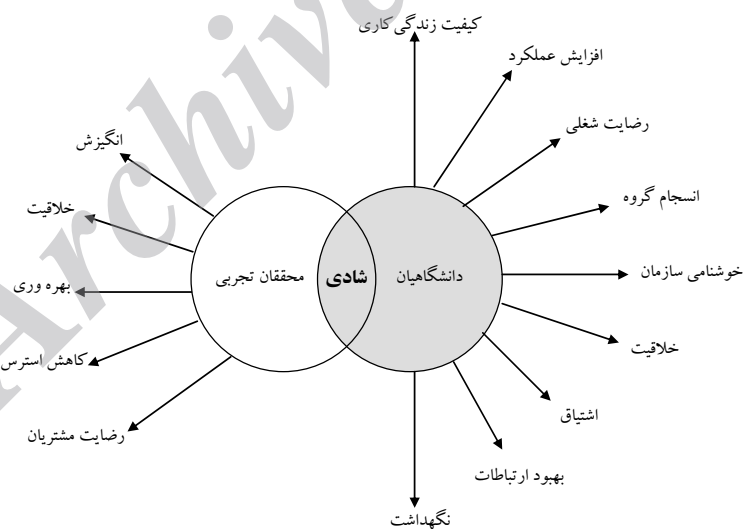 کیفیت زندگی کاری
افزایش عملکرد
رضایت شغلی
انسجام گروه
خوشنامی سازمان
خلاقیت
اشتیاق
بهبود ارتباطات
نگهداشت
دانشگاهیان
شادی
محققان تجربی
انگیزش
خلاقیت
بهره وری
کاهش استرس
رضایت مشتریان
Archive